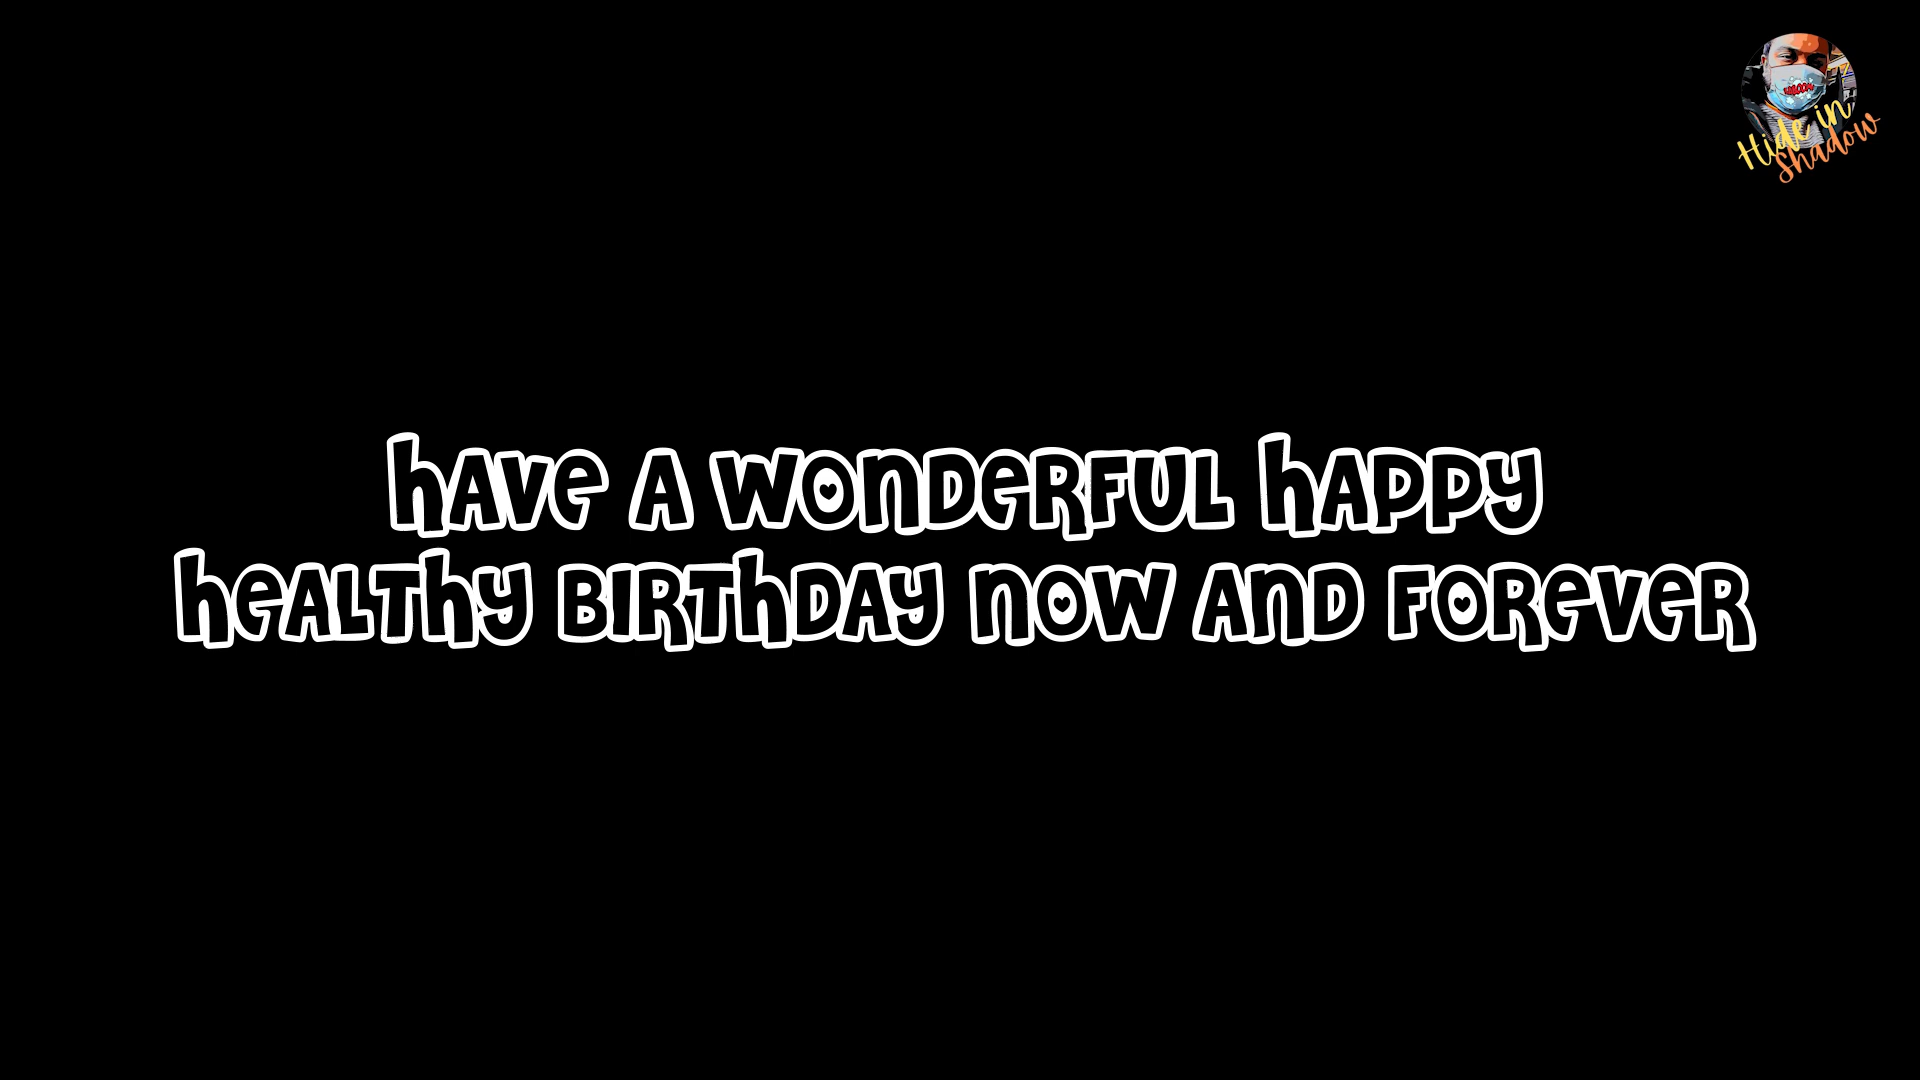 Hide in
Shadow
HAVE A WONDERFUL HAPPY
HEALTHY BIRTHDAY NOW AND FOREVER